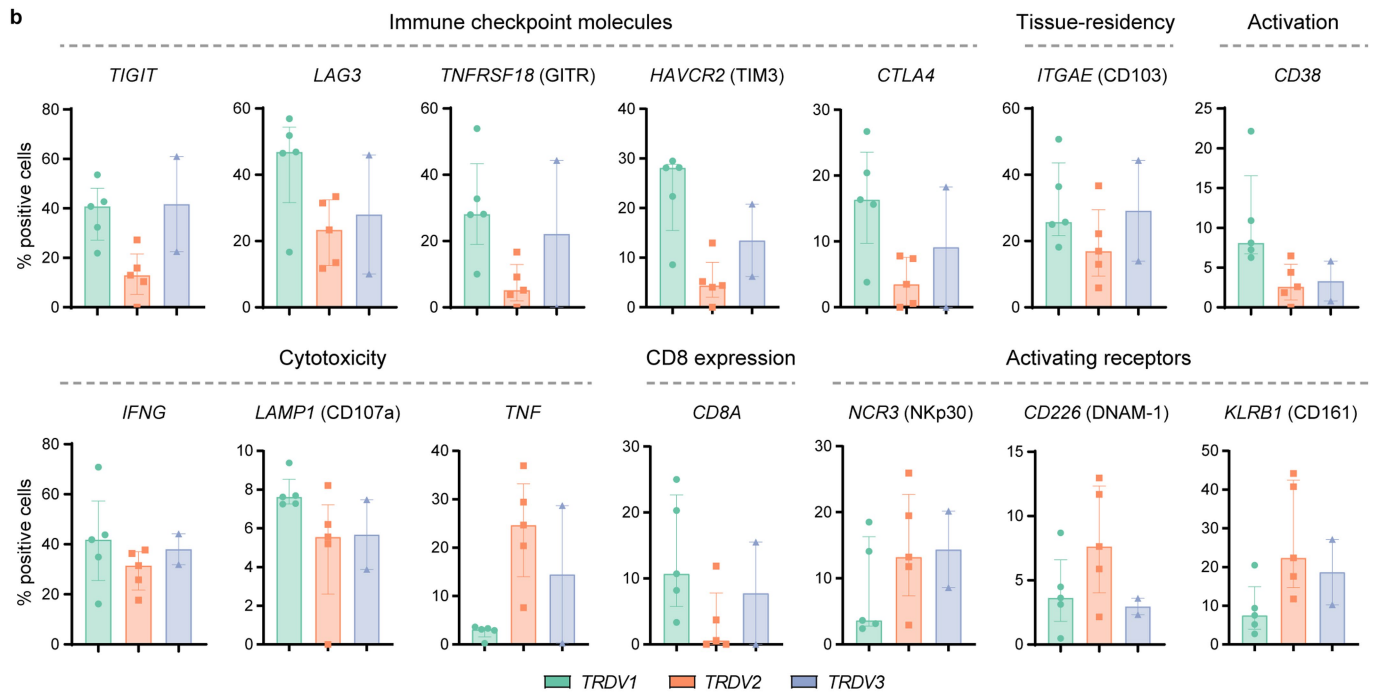 b
Immune checkpoint molecules
Tissue-residency
Activation
TIGIT
LAG3
TNFRSF18 (GITR)
HAVCR2 (TIM3)
CTLA4
ITGAE (CD103)
CD38
% positive cells
80
60
40
20
0
60
40
20
0
60
40
20
0
40
30
20
10
0
30
20
10
0
60
40
20
0
25
20
15
10
5
0
Cytotoxicity
CD8 expression
Activating receptors
IFNG
LAMP1 (CD107a)
TNF
CD8A
NCR3 (NKp30)
CD226 (DNAM-1)
KLRB1 (CD161)
% positive cells
80
60
40
20
0
10
8
6
4
2
0
40
30
20
10
0
30
20
10
0
30
20
10
0
15
10
5
0
50
40
30
20
10
0
TRDV1
TRDV2
TRDV3